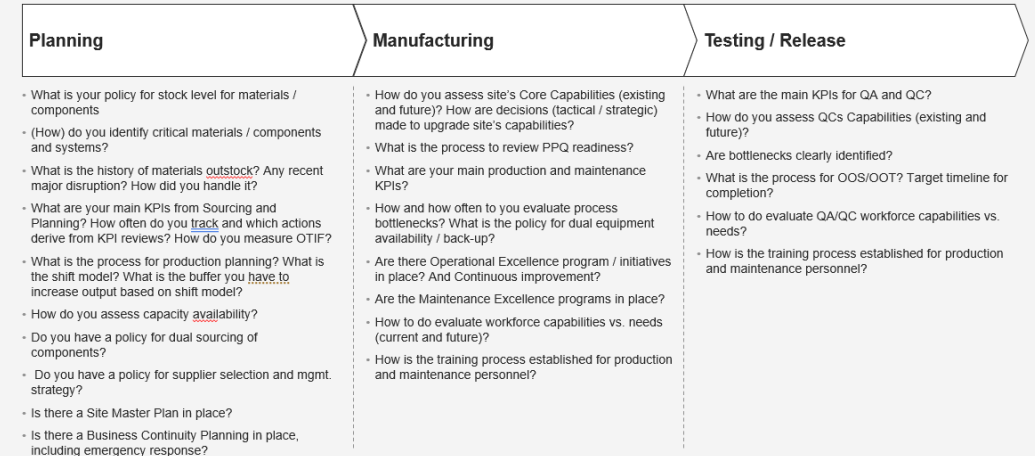 Planning
Manufacturing
Testing / Release
• What is your policy for stock level for materials /
components
• (How) do you identify critical materials / components
and systems?
• What is the history of materials outstock? Any recent
major disruption? How did you handle it?
• What are your main KPIs from Sourcing and
Planning? How often do you track and which actions
derive from KPI reviews? How do you measure OTIF?
• What is the process for production planning? What is
the shift model? What is the buffer you have to
increase output based on shift model?
• How do you assess capacity availability?
• Do you have a policy for dual sourcing of
components?
• Do you have a policy for supplier selection and mgmt.
strategy?
• Is there a Site Master Plan in place?
• Is there a Business Continuity Planning in place,
including emergency response?
• How do you assess site's Core Capabilities (existing
and future)? How are decisions (tactical / strategic)
made to upgrade site's capabilities?
• What is the process to review PPQ readiness?
• What are your main production and maintenance
KPIs?
• How and how often to you evaluate process
bottlenecks? What is the policy for dual equipment
availability / back-up?
• Are there Operational Excellence program / initiatives
in place? And Continuous improvement?
• Are the Maintenance Excellence programs in place?
• How to do evaluate workforce capabilities vs. needs
(current and future)?
• How is the training process established for production
and maintenance personnel?
• What are the main KPIs for QA and QC?
• How do you assess QCs Capabilities (existing and
future)?
• Are bottlenecks clearly identified?
• What is the process for OOS/OOT? Target timeline for
completion?
• How to do evaluate QA/QC workforce capabilities vs.
needs?
• How is the training process established for production
and maintenance personnel?